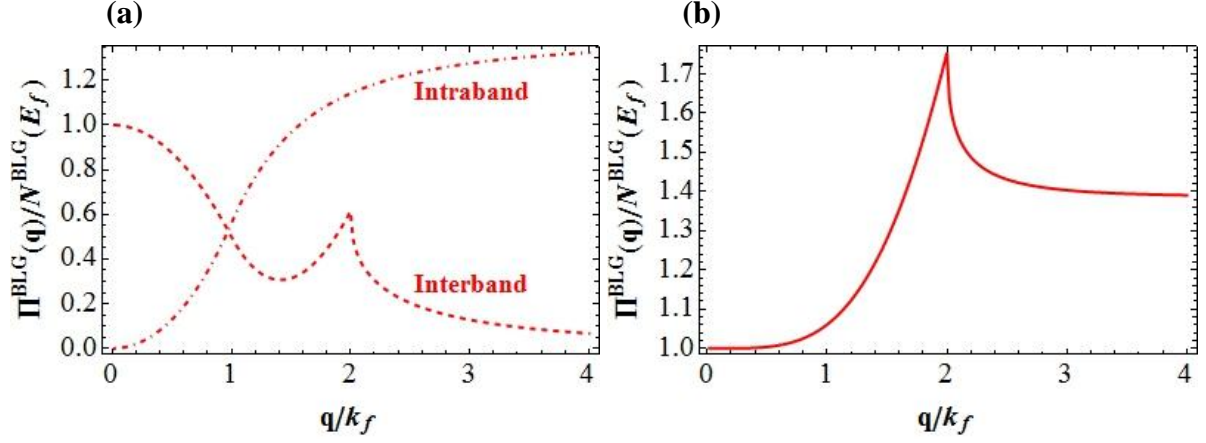 (a)
Π^BLG(q)/N^BLG(E_f)
1.2
1.0
0.8
0.6
0.4
0.2
0.0
Intraband
Interband
0 1 2 3 4
q/k_f
(b)
Π^BLG(q)/N^BLG(E_f)
1.7
1.6
1.5
1.4
1.3
1.2
1.1
1.0
0 1 2 3 4
q/k_f